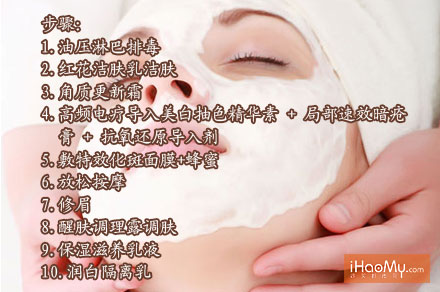 步骤:
1. 油压淋巴排毒
2. 红花洁肤乳洁肤
3. 角质更新霜
4. 高频电疗导入美白抽色精华素 + 局部速效暗疮
膏 + 抗氧还原导入剂
5. 敷特效化斑面膜+蜂蜜
6. 放松按摩
7. 修眉
8. 醒肤调理露调肤
9. 保湿滋养乳液
10. 润白隔离乳
iHaoMy.com